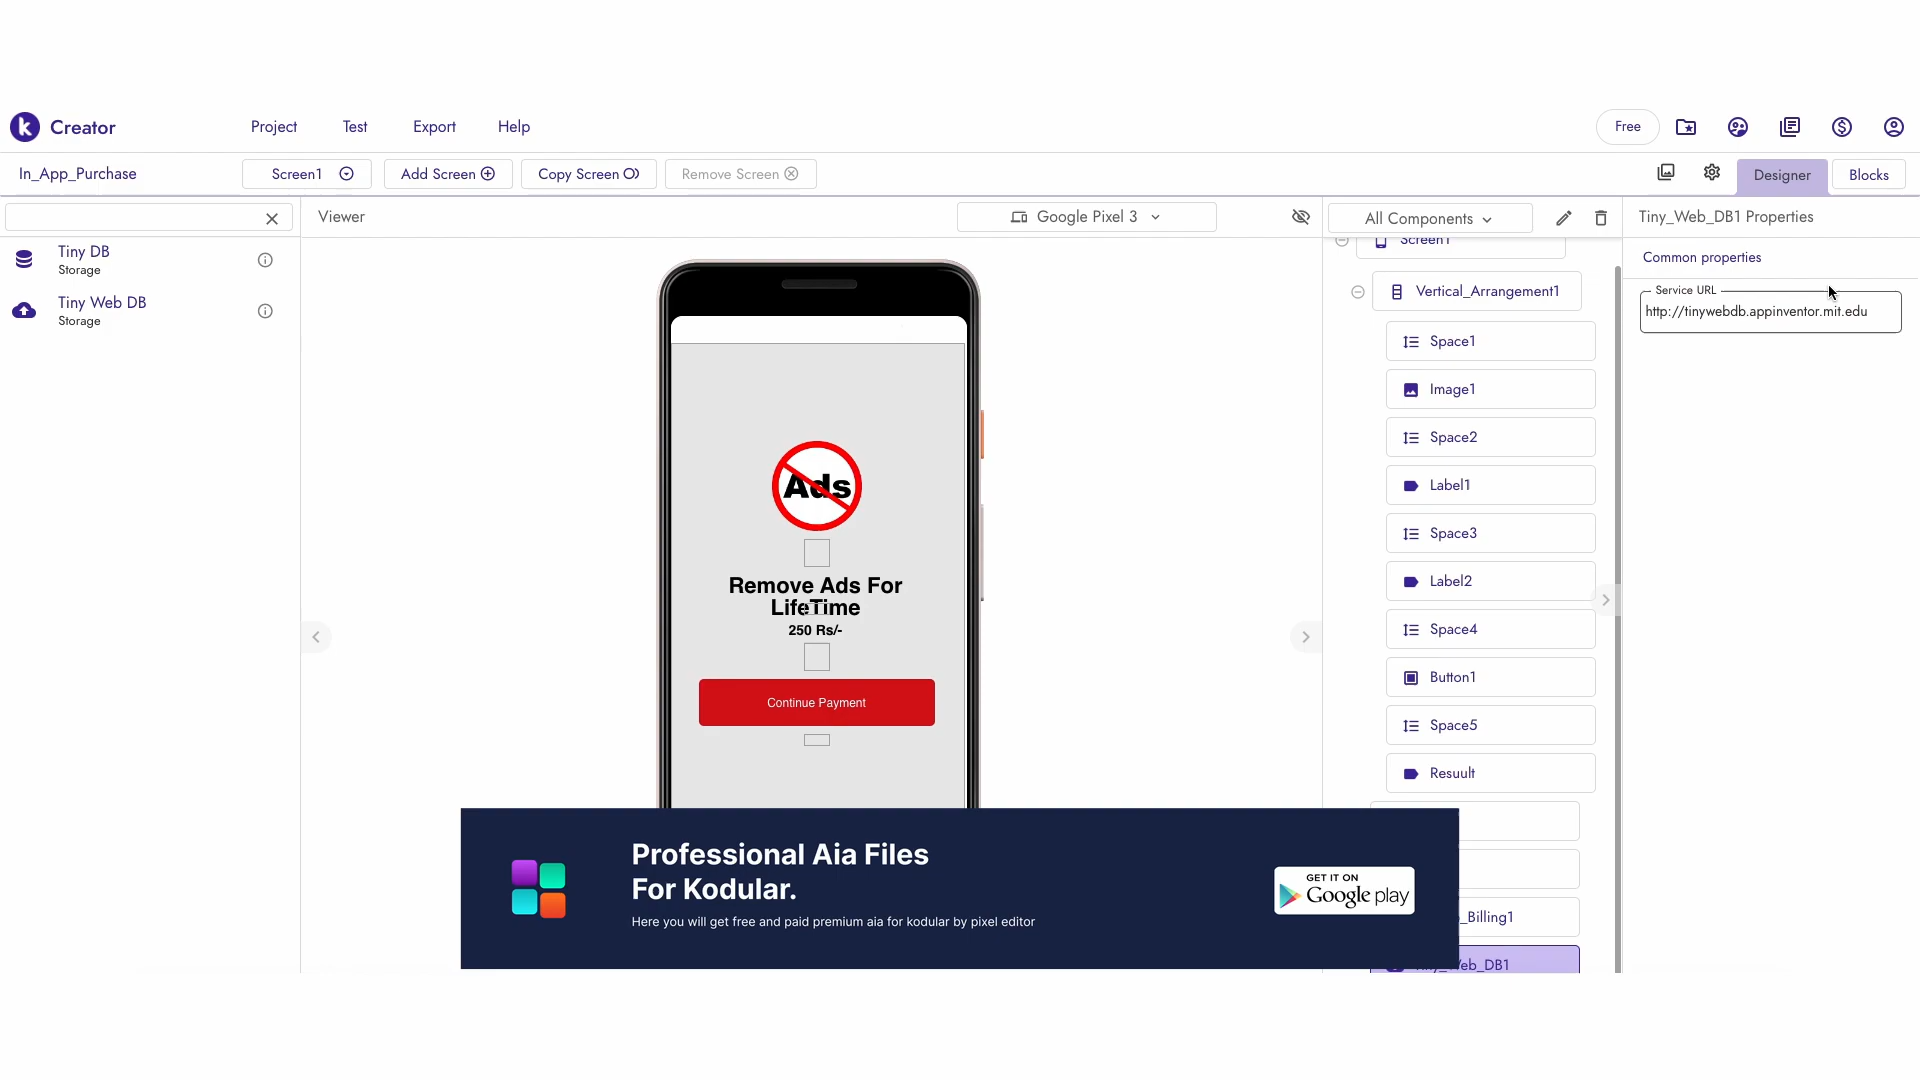 Creator
Project
Test
Export
Help
Free
In_App_Purchase
Screen1
Add Screen
Copy Screen
Remove Screen
Designer
Blocks
Viewer
Google Pixel 3
All Components
Tiny_Web_DB1 Properties
Tiny DB
Storage
Tiny Web DB
Storage
Screen1
Vertical_Arrangement1
Space1
Image1
Space2
Label1
Space3
Label2
Space4
Button1
Space5
Resuult
_Billing1
Tiny_Web_DB1
Common properties
Service URL
http://tinywebdb.appinventor.mit.edu
Ads
Remove Ads For
LifeTime
250 Rs/-
Continue Payment
Professional Aia Files
For Kodular.
Here you will get free and paid premium aia for kodular by pixel editor
GET IT ON
Google play